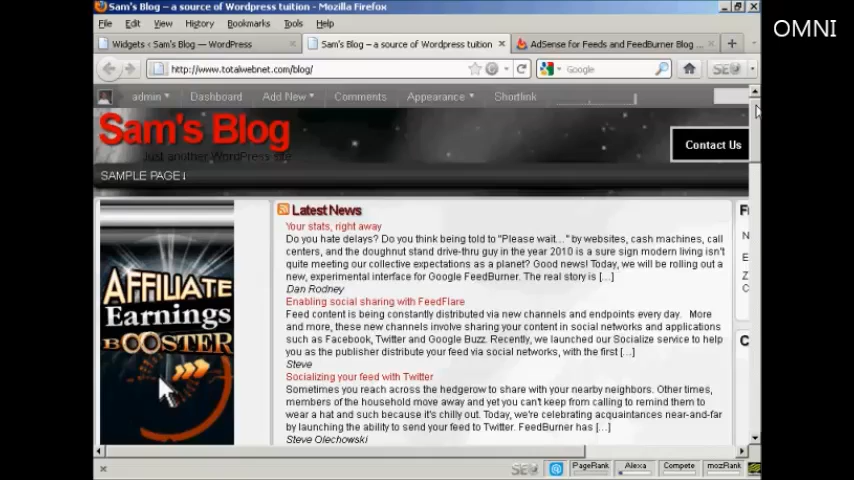 Sam's Blog – a source of Wordpress tuition - Mozilla Firefox
OMNI
File Edit View History Bookmarks Tools Help
Widgets ‹ Sam's Blog — WordPress
Sam's Blog – a source of Wordpress tuition
AdSense for Feeds and FeedBurner Blog ...
http://www.totalwebnet.com/blog/
Google
SEO
admin Dashboard Add New Comments Appearance Shortlink
Sam's Blog
Just another WordPress site
Contact Us
SAMPLE PAGE↓
Latest News
Your stats, right away
Do you hate delays? Do you think being told to "Please wait..." by websites, cash machines, call
centers, and the doughnut stand drive-thru guy in the year 2010 is a sure sign modern living isn't
quite meeting our collective expectations as a planet? Good news! Today, we will be rolling out a
new, experimental interface for Google FeedBurner. The real story is [...]
Dan Rodney
Enabling social sharing with FeedFlare
Feed content is being constantly distributed via new channels and endpoints every day. More
and more, these new channels involve sharing your content in social networks and applications
such as Facebook, Twitter and Google Buzz. Recently, we launched our Socialize service to help
you as the publisher distribute your feed via social networks, with the first [...]
Steve
Socializing your feed with Twitter
Sometimes you reach across the hedgerow to share with your nearby neighbors. Other times,
members of the household move away and yet you can't keep from calling to remind them to
wear a hat and such because it's chilly out. Today, we're celebrating acquaintances near-and-far
by launching the ability to send your feed to Twitter. FeedBurner has [...]
Steve Olechowski
AFFILIATE
Earnings
BOOSTER
SEO PageRank Alexa Compete mozRank